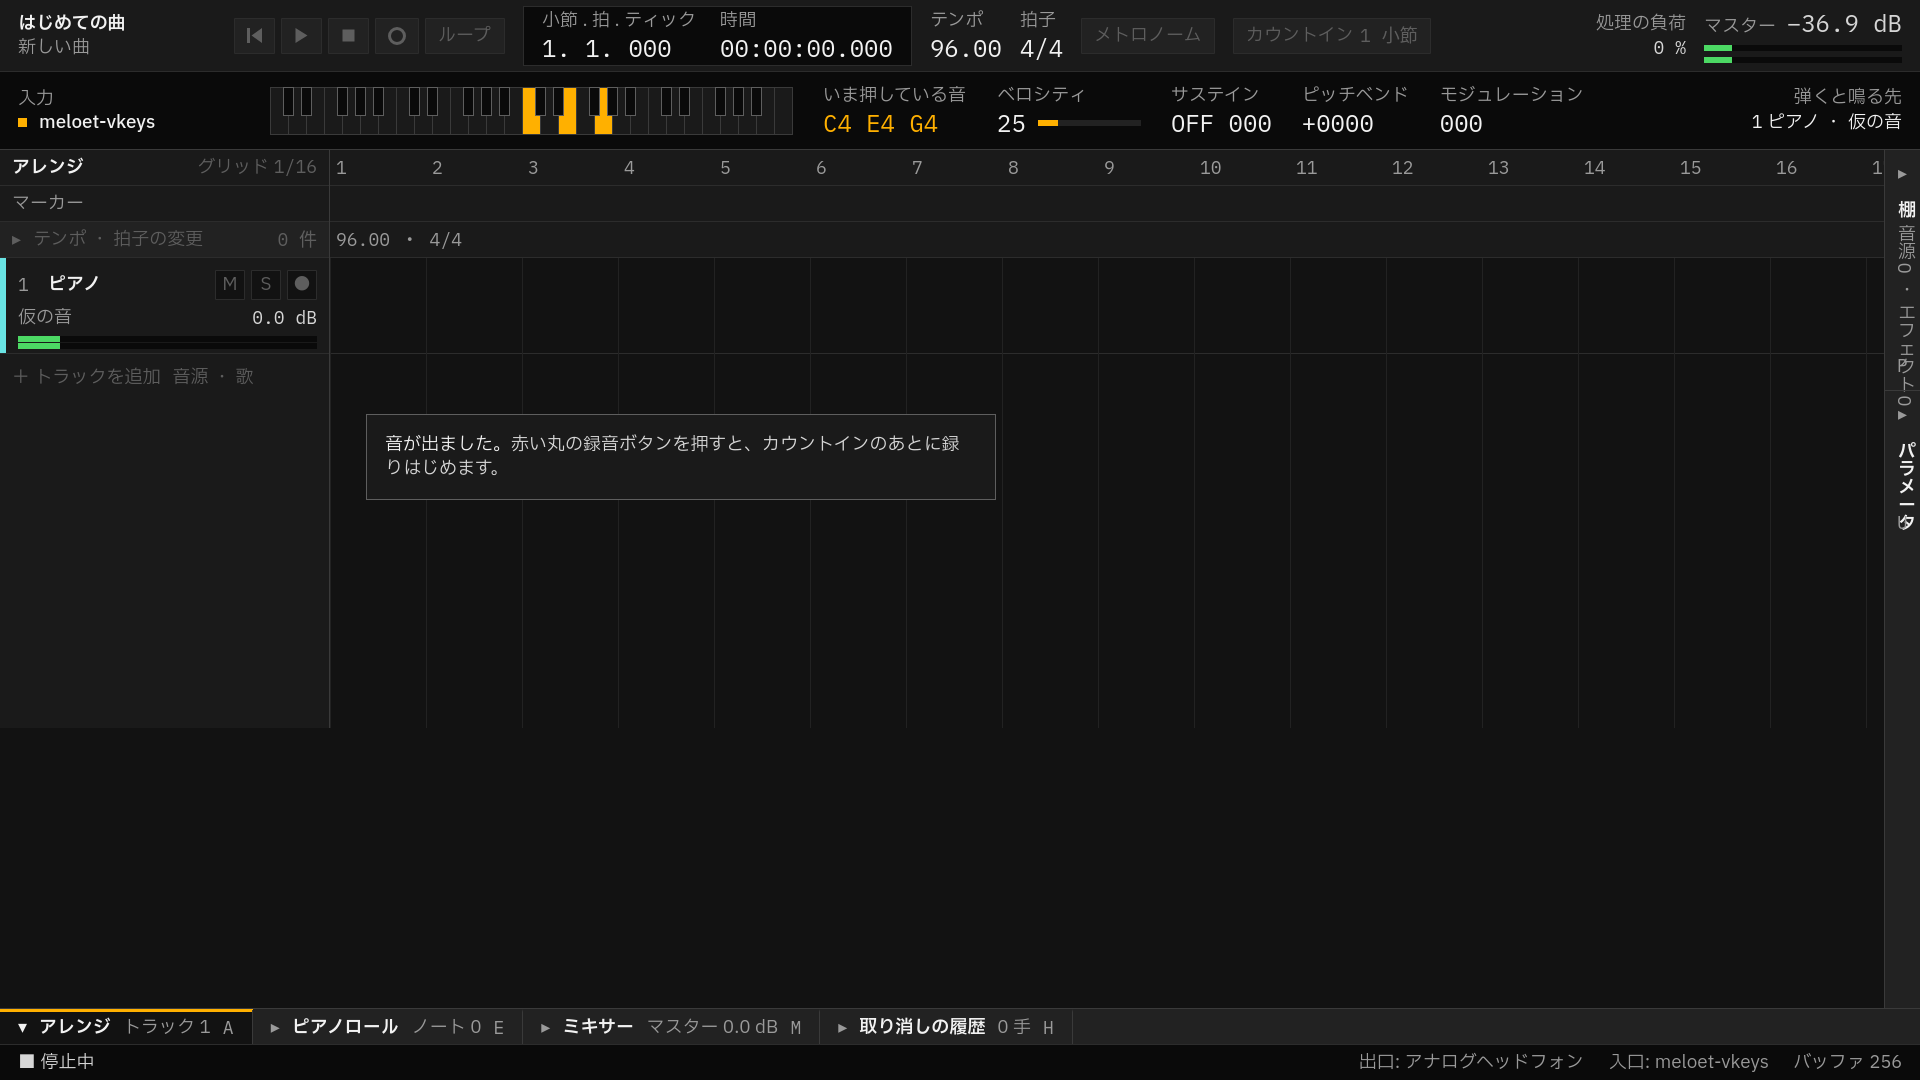 はじめての曲
新しい曲
ループ
小節 . 拍 . ティック 時間
1. 1. 000 00:00:00.000
テンポ 拍子
96.00 4/4
メトロノーム
カウントイン 1 小節
処理の負荷
0 %
マスター −36.9 dB
入力
meloet-vkeys
いま押している音
C4 E4 G4
ベロシティ
25
サステイン
OFF 000
ピッチベンド
+0000
モジュレーション
000
弾くと鳴る先
1 ピアノ · 仮の音
アレンジ グリッド 1/16
1 2 3 4 5 6 7 8 9 10 11 12 13 14 15 16 1
マーカー
テンポ · 拍子の変更 0 件
96.00 · 4/4
1 ピアノ M S
仮の音 0.0 dB
＋ トラックを追加 音源 · 歌
音が出ました。赤い丸の録音ボタンを押すと、カウントインのあとに録
りはじめます。
棚 音源 0 · エフェクト 0
パラメータ
アレンジ トラック 1 A
ピアノロール ノート 0 E
ミキサー マスター 0.0 dB M
取り消しの履歴 0 手 H
停止中
出口: アナログヘッドフォン 入口: meloet-vkeys バッファ 256